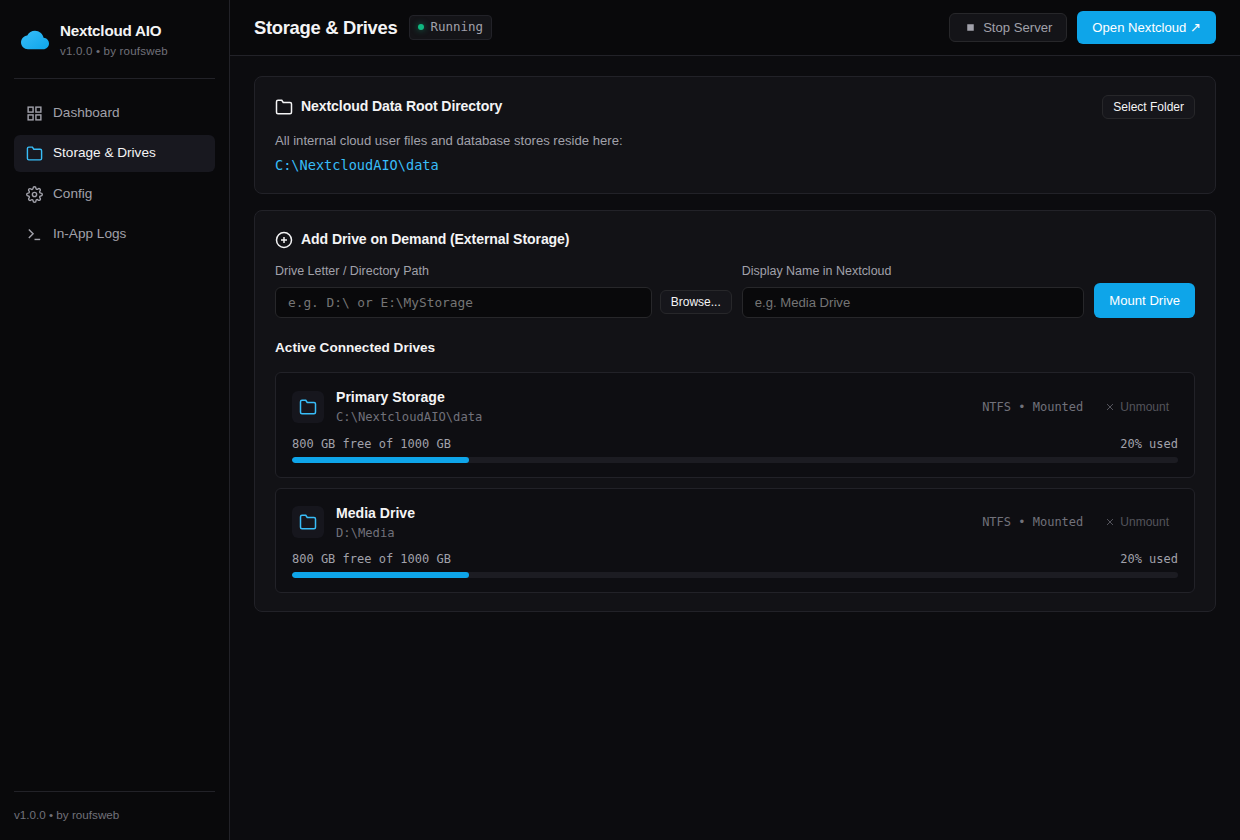 Nextcloud AIO
v1.0.0 • by roufsweb
Dashboard
Storage & Drives
Config
In-App Logs
v1.0.0 • by roufsweb
Storage & Drives
Running
Stop Server
Open Nextcloud ↗
Nextcloud Data Root Directory
Select Folder
All internal cloud user files and database stores reside here:
C:\NextcloudAIO\data
Add Drive on Demand (External Storage)
Drive Letter / Directory Path
Display Name in Nextcloud
e.g. D:\ or E:\MyStorage
Browse...
e.g. Media Drive
Mount Drive
Active Connected Drives
Primary Storage
C:\NextcloudAIO\data
NTFS • Mounted
× Unmount
800 GB free of 1000 GB
20% used
Media Drive
D:\Media
NTFS • Mounted
× Unmount
800 GB free of 1000 GB
20% used